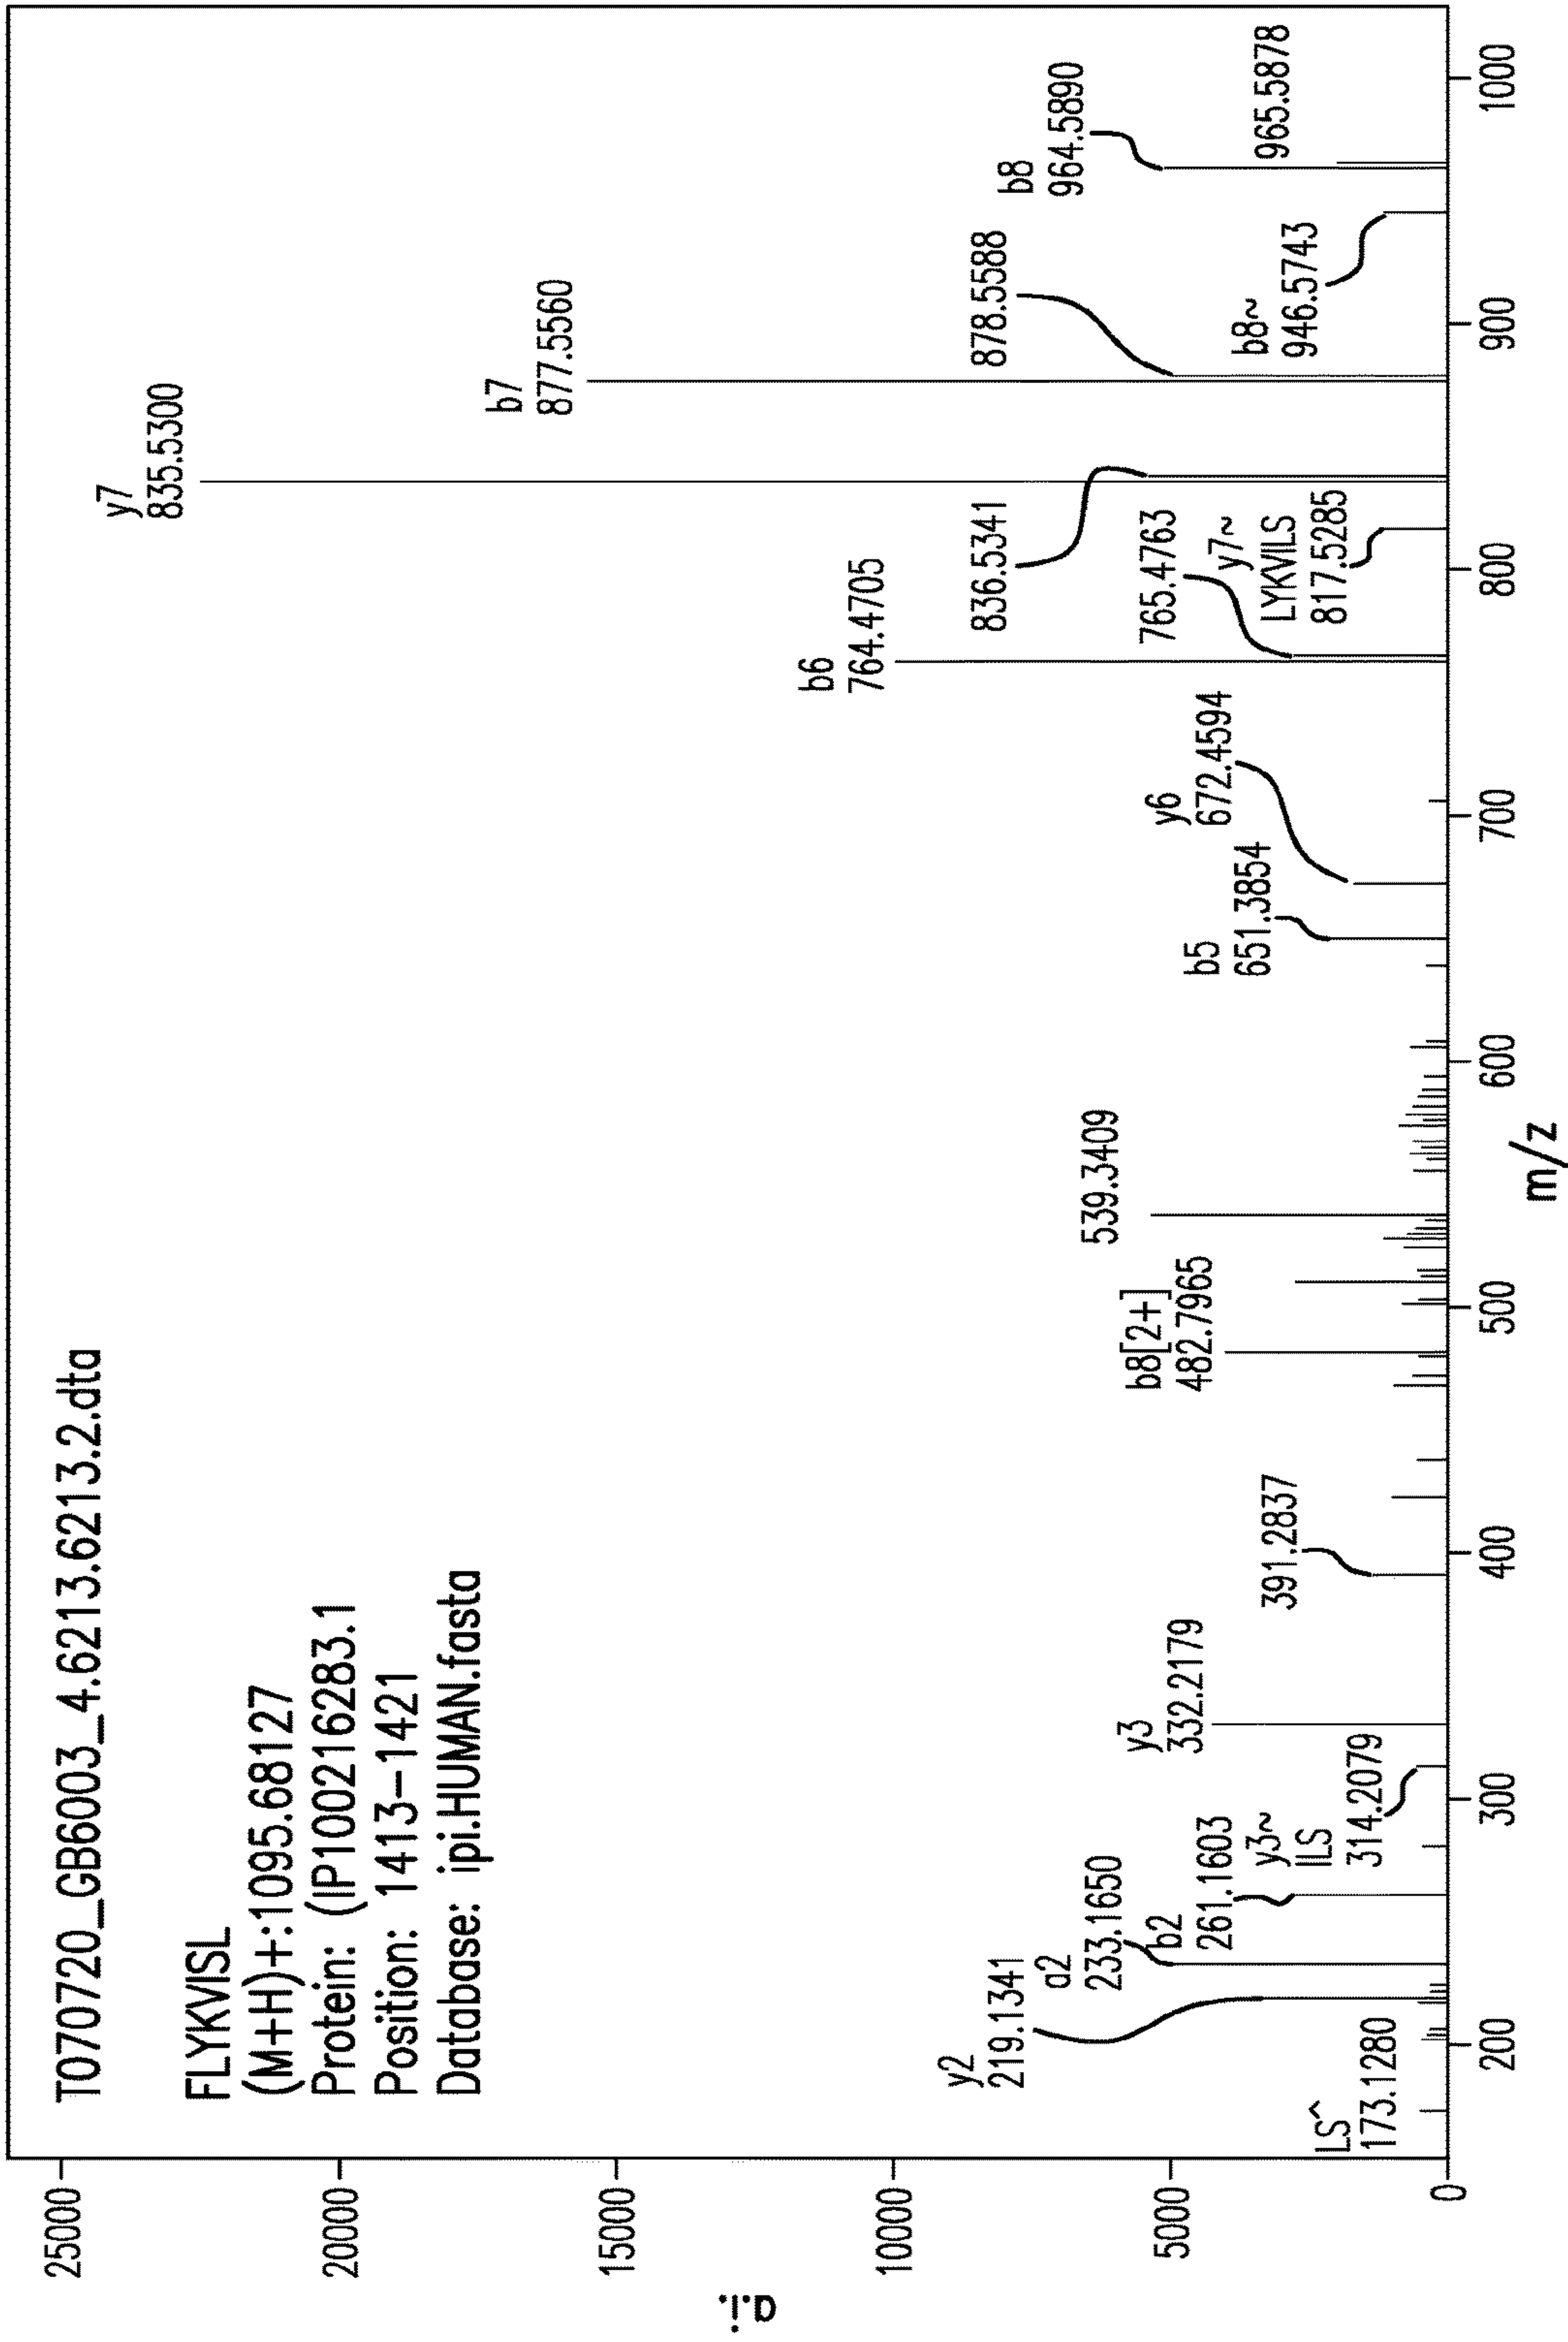 T070720_GB6003_4.6213.6213.2.dta
FLYKVISL
(M+H)+:1095.68127
Protein: (IP100216283.1
Position: 1413-1421
Database: ipi.HUMAN.fasta
a.i.
25000
20000
15000
10000
5000
0
LS^
173.1280
y2
219.1341
a2
233.1650
b2
261.1603
y3~
ILS
314.2079
y3
332.2179
391.2837
b8[2+]
482.7965
539.3409
b5
651.3854
y6
672.4594
b6
764.4705
765.4763
y7~
LYKVILS
817.5285
y7
835.5300
836.5341
b7
877.5560
878.5588
b8~
946.5743
b8
964.5890
965.5878
200
300
400
500
600
700
800
900
1000
m/z